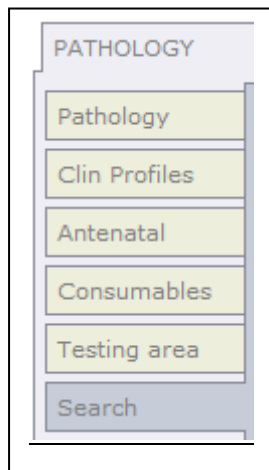 PATHOLOGY
Pathology
Clin Profiles
Antenatal
Consumables
Testing area
Search